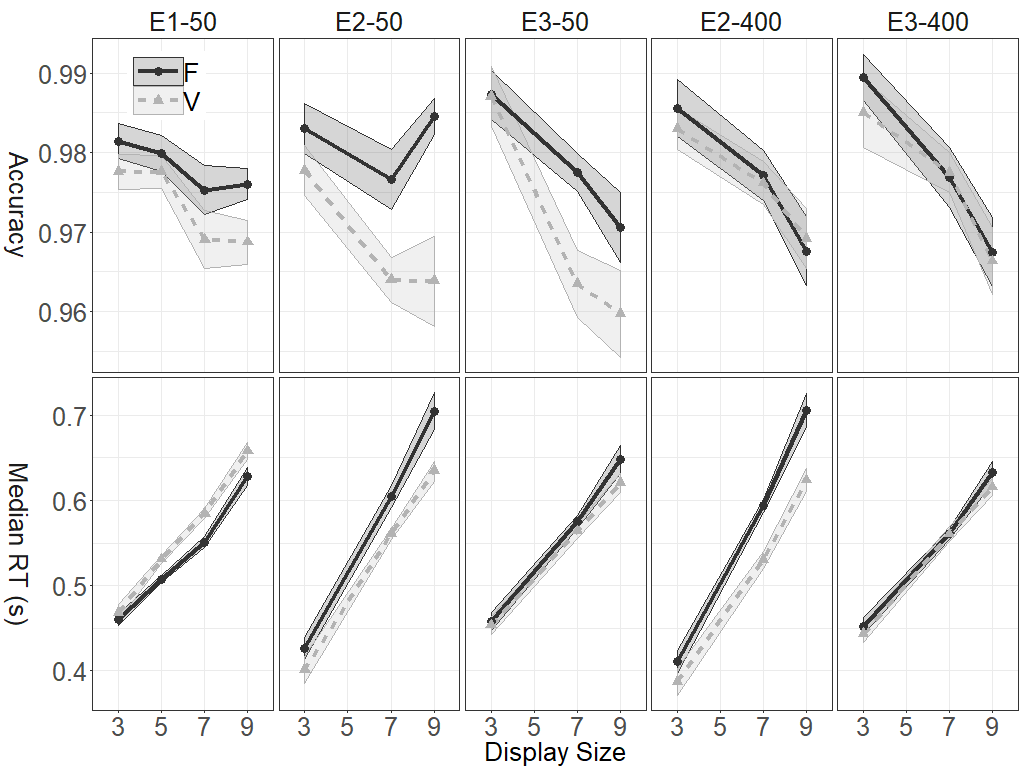 E1-50 E2-50 E3-50 E2-400 E3-400
F
V
Accuracy
0.99
0.98
0.97
0.96
Median RT (s)
0.7
0.6
0.5
0.4
3 5 7 9 3 5 7 9 3 5 7 9 3 5 7 9 3 5 7 9
Display Size